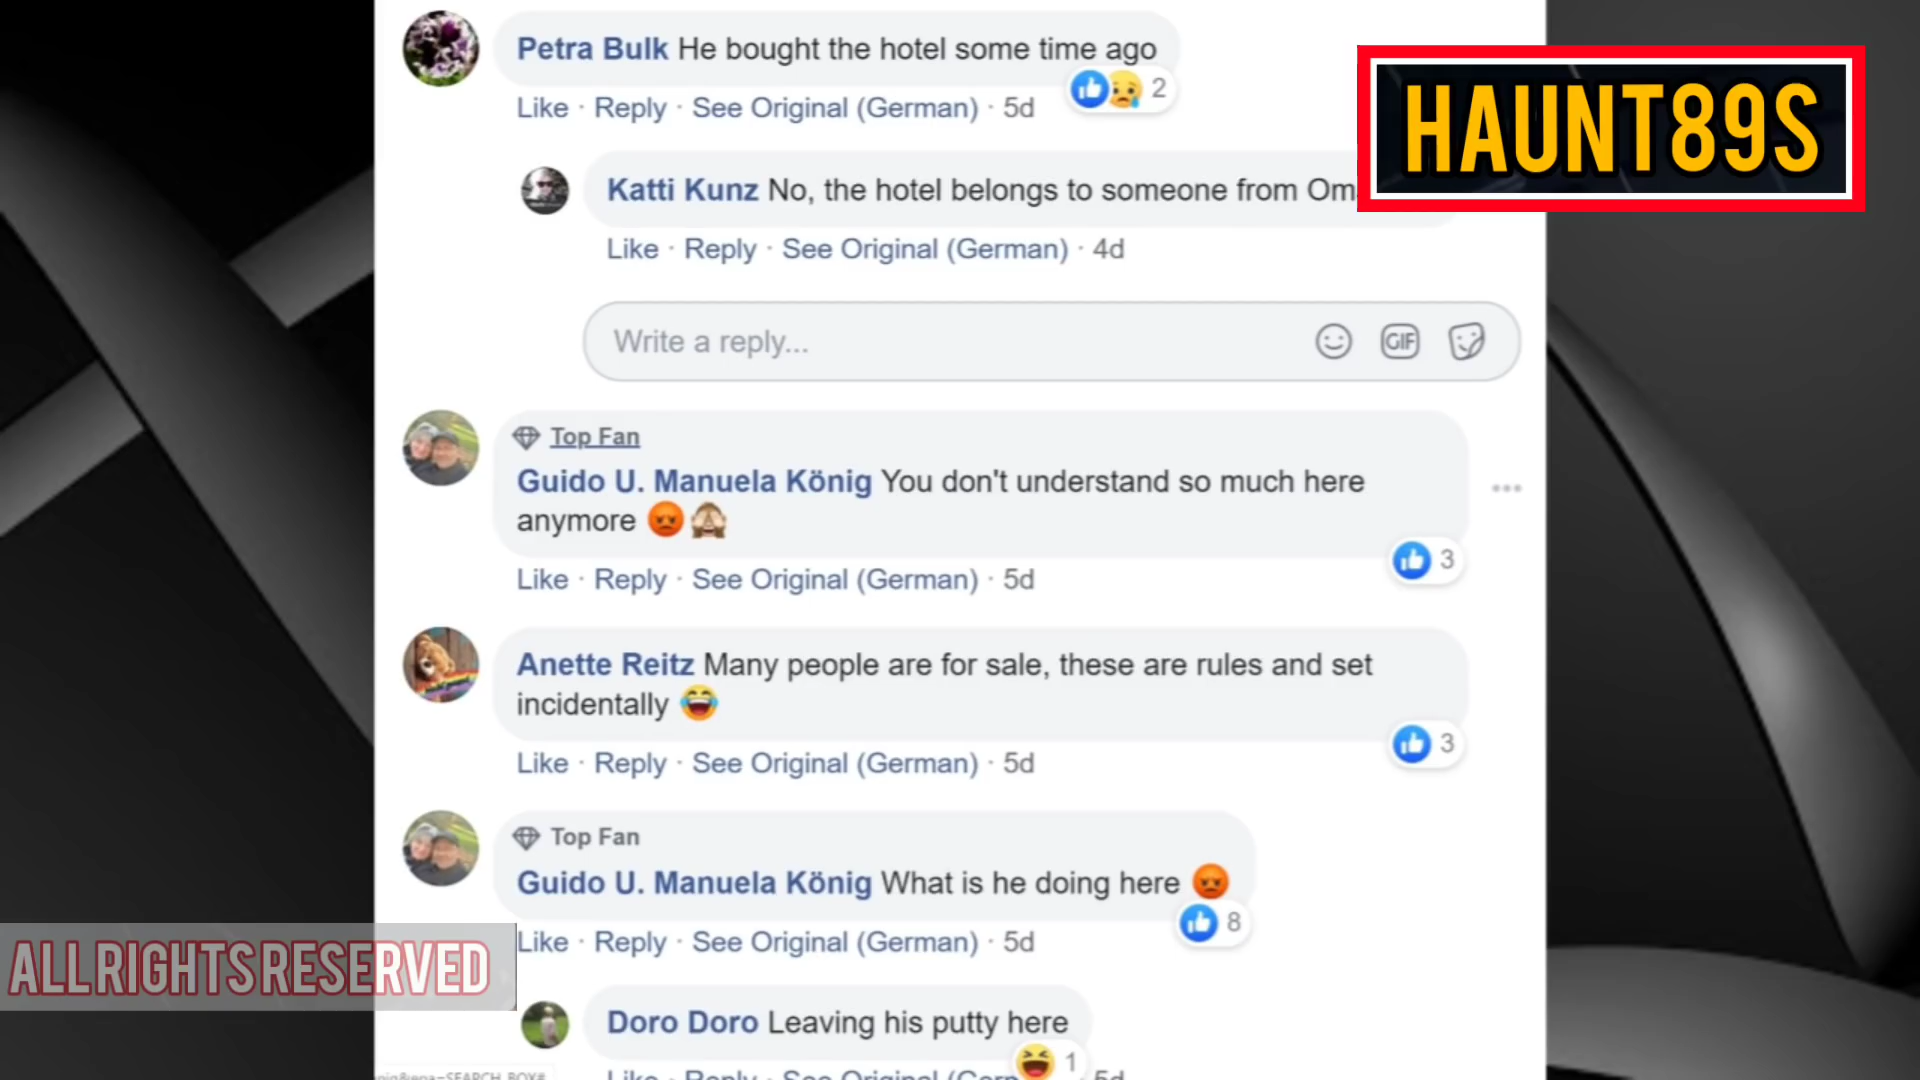 Petra Bulk He bought the hotel some time ago
2
Like · Reply · See Original (German) · 5d
HAUNT89S
Katti Kunz No, the hotel belongs to someone from
Like · Reply · See Original (German) · 4d
Write a reply...
GIF
Top Fan
Guido U. Manuela König You don't understand so much here
anymore
3
Like · Reply · See Original (German) · 5d
Anette Reitz Many people are for sale, these are rules and set
incidentally
3
Like · Reply · See Original (German) · 5d
Top Fan
Guido U. Manuela König What is he doing here
8
Like · Reply · See Original (German) · 5d
ALL RIGHTS RESERVED
Doro Doro Leaving his putty here
1
Like · Reply · See Original 5d